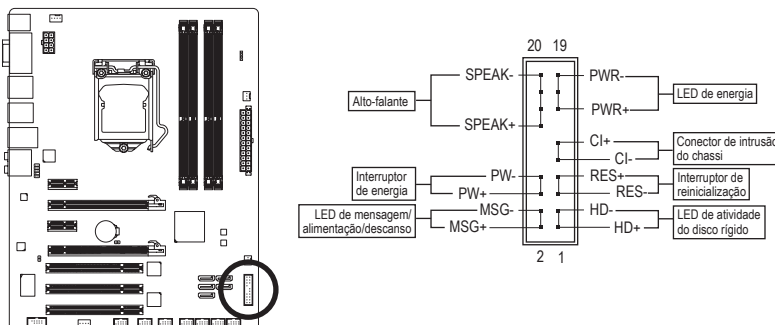 20 19
SPEAK-
PWR-
Alto-falante
LED de energia
PWR+
SPEAK+
CI+
Conector de intrusão
do chassi
CI-
Interruptor
de energia
PW-
RES+
Interruptor de
reinicialização
PW+
RES-
LED de mensagem/
alimentação/descanso
MSG-
HD-
LED de atividade
do disco rígido
MSG+
HD+
2 1